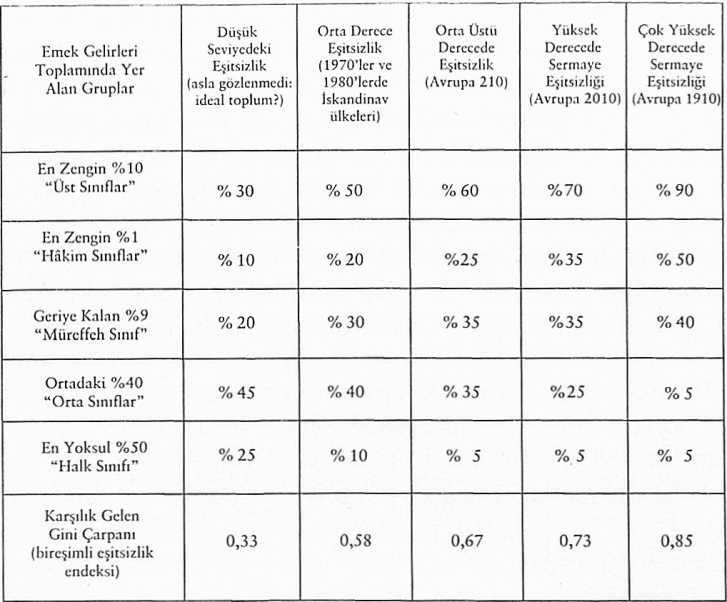 Emek Gelirleri
Toplamında Yer
Alan Gruplar
Düşük
Seviyedeki
Eşitsizlik
(asla gözlenmedi:
ideal toplum?)
Orta Derece
Eşitsizlik
(1970'ler ve
1980'lerde
İskandinav
ülkeleri)
Orta Üstü
Derecede
Eşitsizlik
(Avrupa 210)
Yüksek
Derecede
Sermaye
Eşitsizliği
(Avrupa 2010)
Çok Yüksek
Derecede
Sermaye
Eşitsizliği
(Avrupa 1910)
En Zengin %10
"Üst Sınıflar"
% 30
% 50
% 60
%70
% 90
En Zengin %1
"Hâkim Sınıflar"
% 10
% 20
%25
%35
% 50
Geriye Kalan %9
"Müreffeh Sınıf"
% 20
% 30
% 35
%35
% 40
Ortadaki %40
"Orta Sınıflar"
% 45
% 40
% 35
%25
% 5
En Yoksul %50
"Halk Sınıfı"
% 25
% 10
% 5
% 5
% 5
Karşılık Gelen
Gini Çarpanı
(bireşimli eşitsizlik
endeksi)
0,33
0,58
0,67
0,73
0,85